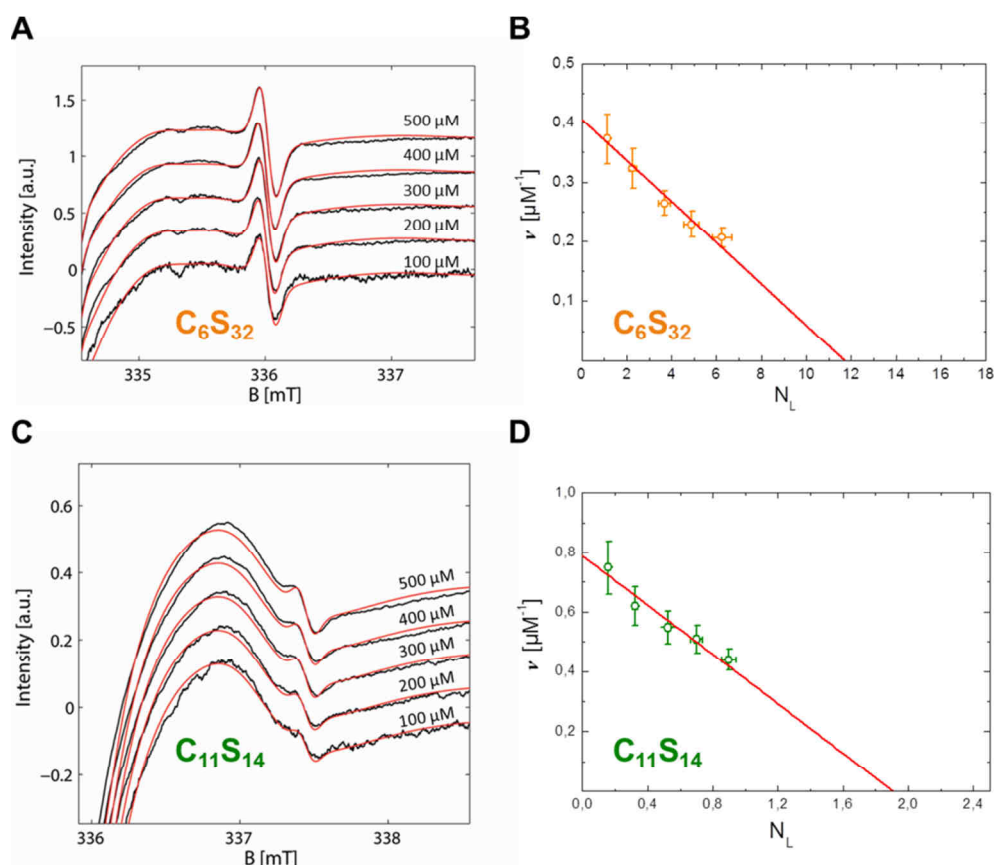 A
Intensity [a.u.]
1.5
1
0.5
0
−0.5
500 µM
400 µM
300 µM
200 µM
100 µM
C6S32
335
336
337
B [mT]
B
ν [µM-1]
0,5
0,4
0,3
0,2
0,1
C6S32
0 2 4 6 8 10 12 14 16 18
NL
C
Intensity [a.u.]
0.6
0.4
0.2
0
−0.2
500 µM
400 µM
300 µM
200 µM
100 µM
C11S14
336
337
338
B [mT]
D
ν [µM-1]
1,0
0,8
0,6
0,4
0,2
C11S14
0,0 0,4 0,8 1,2 1,6 2,0 2,4
NL